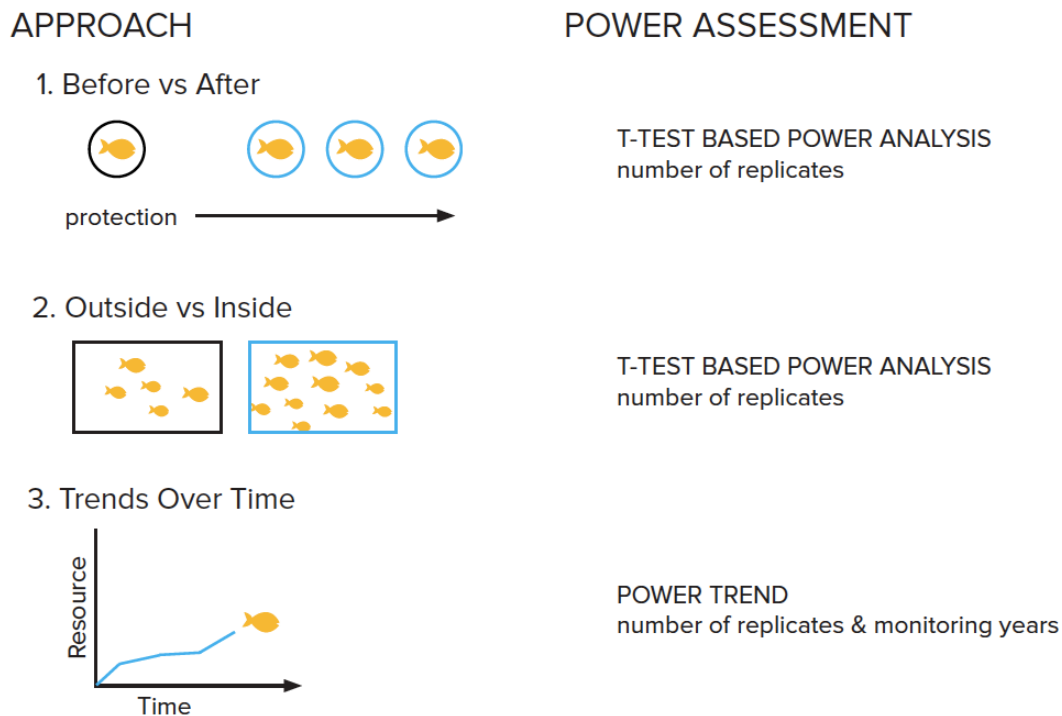 APPROACH
POWER ASSESSMENT
1. Before vs After
T-TEST BASED POWER ANALYSIS
number of replicates
protection
2. Outside vs Inside
T-TEST BASED POWER ANALYSIS
number of replicates
3. Trends Over Time
Resource
Time
POWER TREND
number of replicates & monitoring years